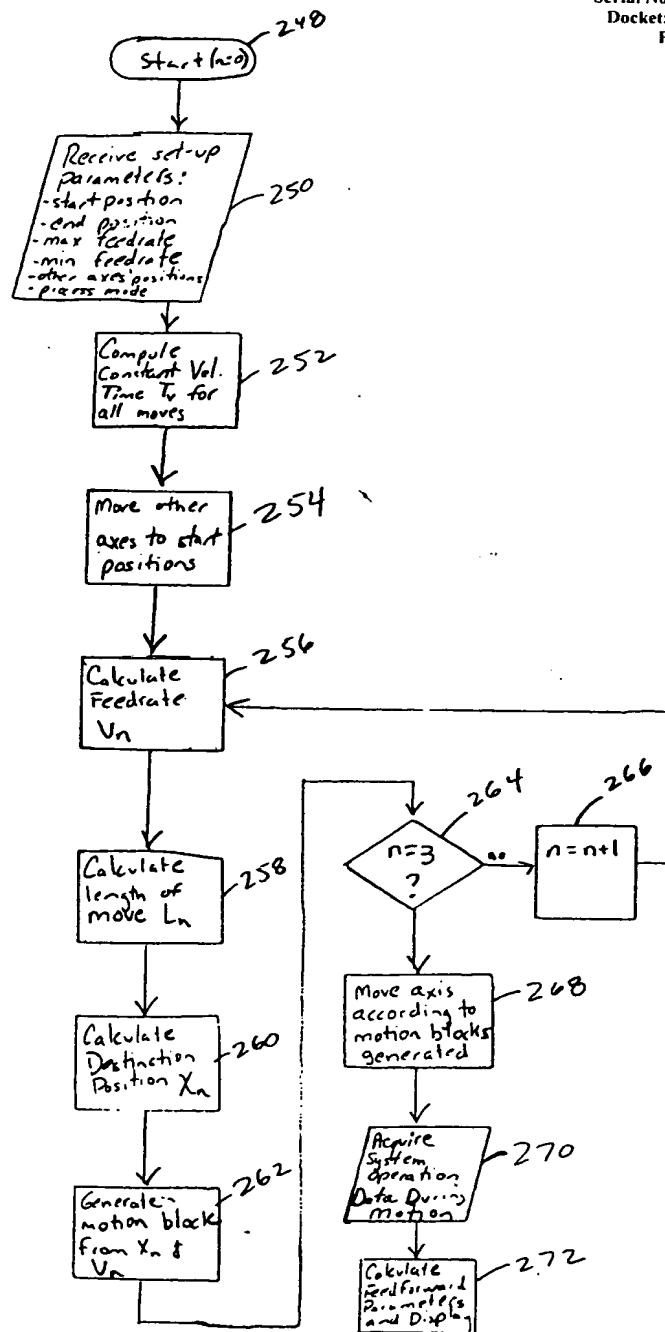 Serial No
Docket:
F
248
Start (n=0)
Receive set-up
parameters:
-start position
-end position
-max feedrate
-min feedrate
-other axes' positions
-process mode
250
Compute
Constant Vel.
Time Tv for
all moves
252
Move other
axes to start
positions
254
Calculate
Feedrate
Vn
256
Calculate
length of
move Ln
258
Calculate
Destination
Position Xn
260
Generate
motion block
from Xn &
Vn
262
n=3
?
264
no
n=n+1
266
Move axis
according to
motion blocks
generated
268
Acquire
System
Operation
Data During
Motion
270
Calculate
Feedforward
Parameters
and Display
272